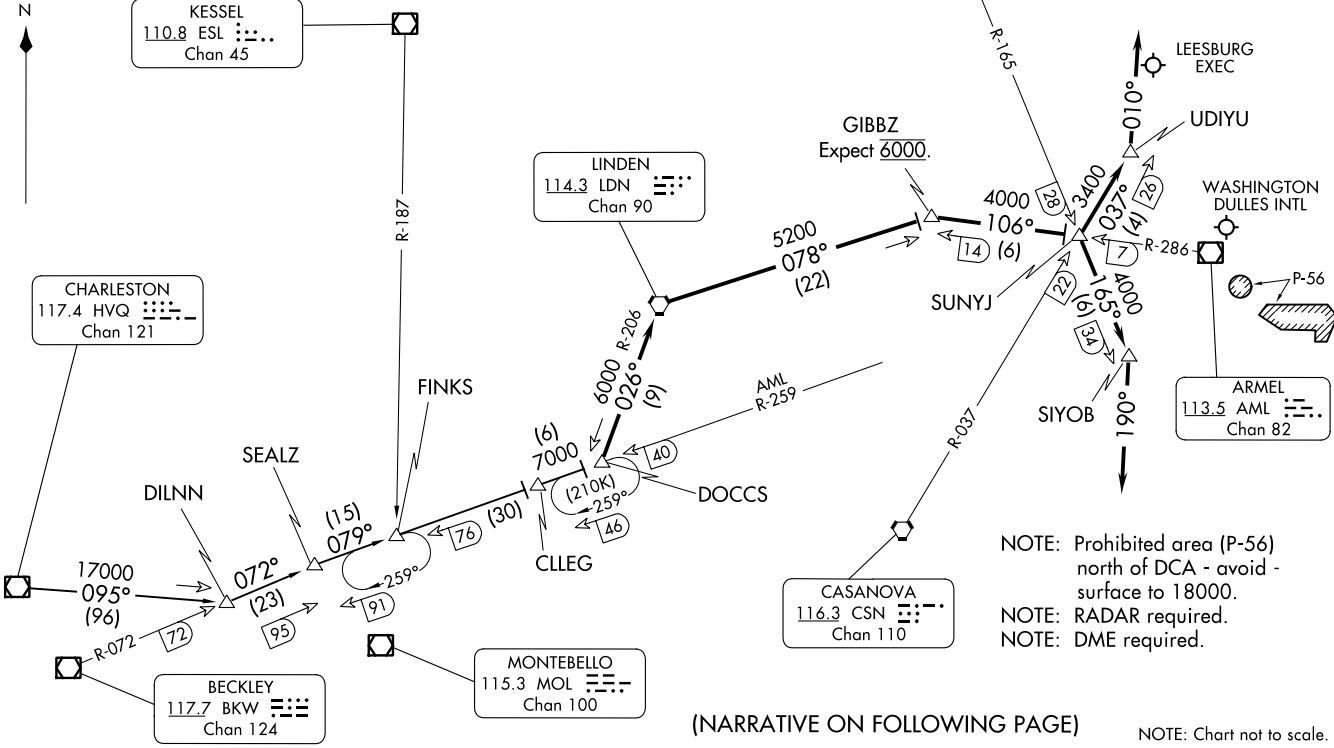 N
KESSEL
110.8 ESL
Chan 45
R-187
R-165
LEESBURG
EXEC
010°
UDIYU
GIBBZ
Expect 6000.
LINDEN
114.3 LDN
Chan 90
4000
106°
(6)
14
28
3400
037°
(4)
26
WASHINGTON
DULLES INTL
R-286
7
P-56
5200
078°
(22)
SUNYJ
22
4000
165°
(6)
34
CHARLESTON
117.4 HVQ
Chan 121
R-206
6000
026°
(9)
FINKS
AML
R-259
SIYOB
190°
ARMEL
113.5 AML
Chan 82
R-037
SEALZ
(6)
7000
40
DILNN
(15)
079°
(210K)
259°
46
DOCCS
76
(30)
CLLEG
17000
095°
(96)
072°
(23)
259°
91
95
R-072
72
CASANOVA
116.3 CSN
Chan 110
NOTE: Prohibited area (P-56)
north of DCA - avoid -
surface to 18000.
NOTE: RADAR required.
NOTE: DME required.
BECKLEY
117.7 BKW
Chan 124
MONTEBELLO
115.3 MOL
Chan 100
(NARRATIVE ON FOLLOWING PAGE)
NOTE: Chart not to scale.